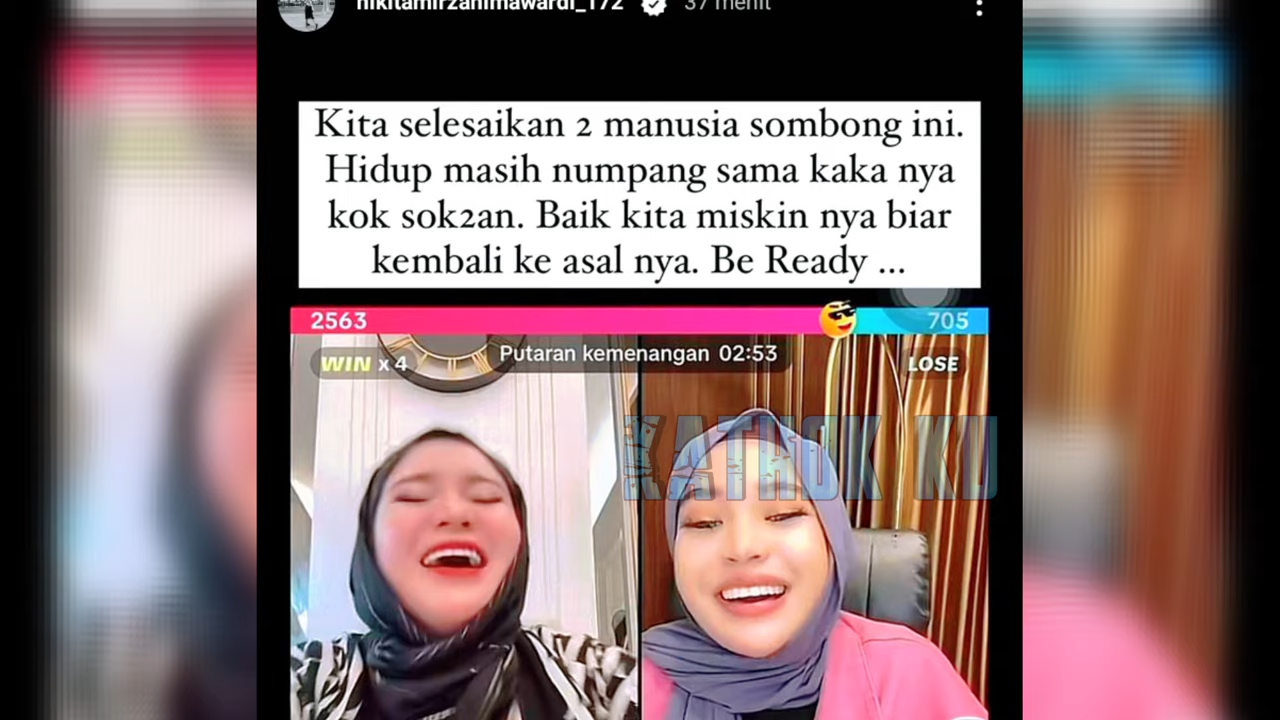 nikitamirzanimawardi_172 37 menit
Kita selesaikan 2 manusia sombong ini.
Hidup masih numpang sama kaka nya
kok sok2an. Baik kita miskin nya biar
kembali ke asal nya. Be Ready ...
2563 705
WIN x 4 Putaran kemenangan 02:53 LOSE
KATHOK KU